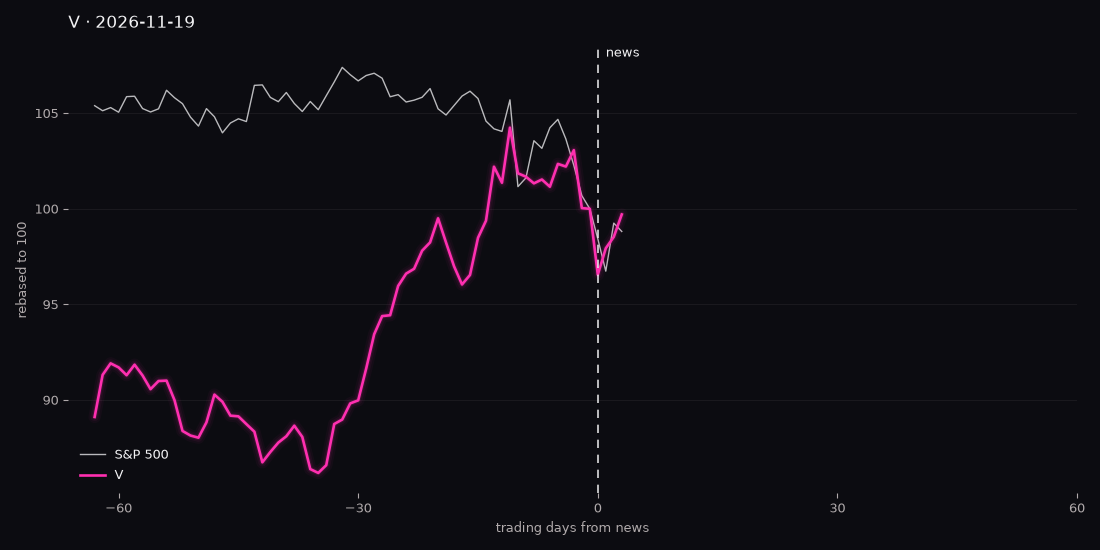 V · 2026-11-19
news
105
100
95
90
rebased to 100
S&P 500
V
−60
−30
0
30
60
trading days from news